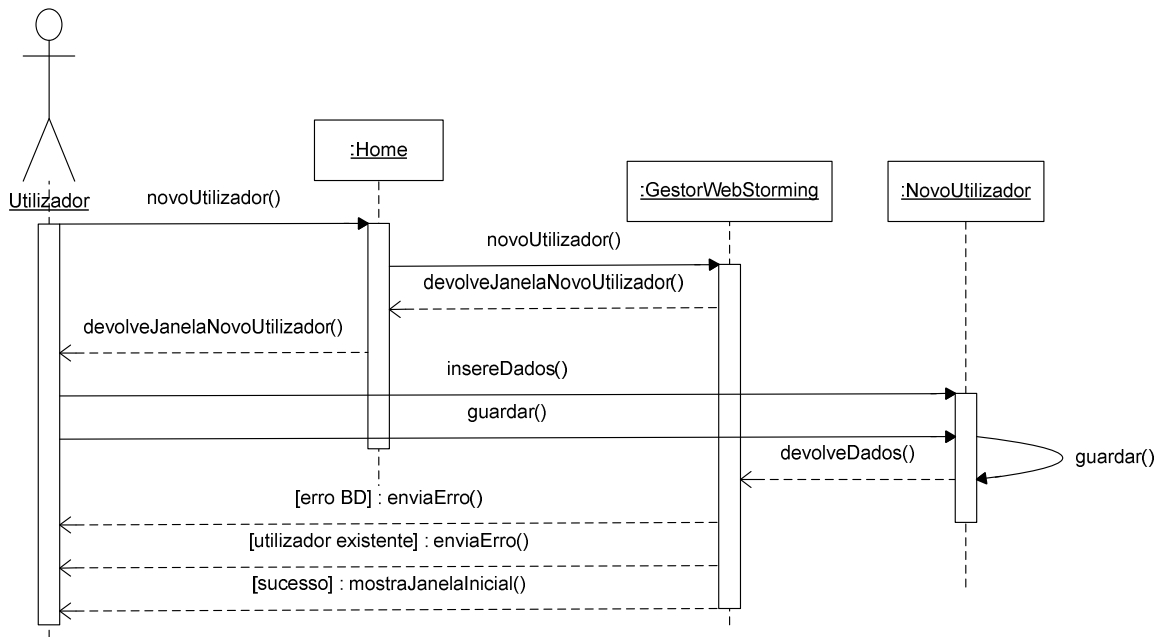 :Home
:GestorWebStorming
:NovoUtilizador
Utilizador
novoUtilizador()
novoUtilizador()
devolveJanelaNovoUtilizador()
devolveJanelaNovoUtilizador()
insereDados()
guardar()
devolveDados()
guardar()
[erro BD] : enviaErro()
[utilizador existente] : enviaErro()
[sucesso] : mostraJanelaInicial()